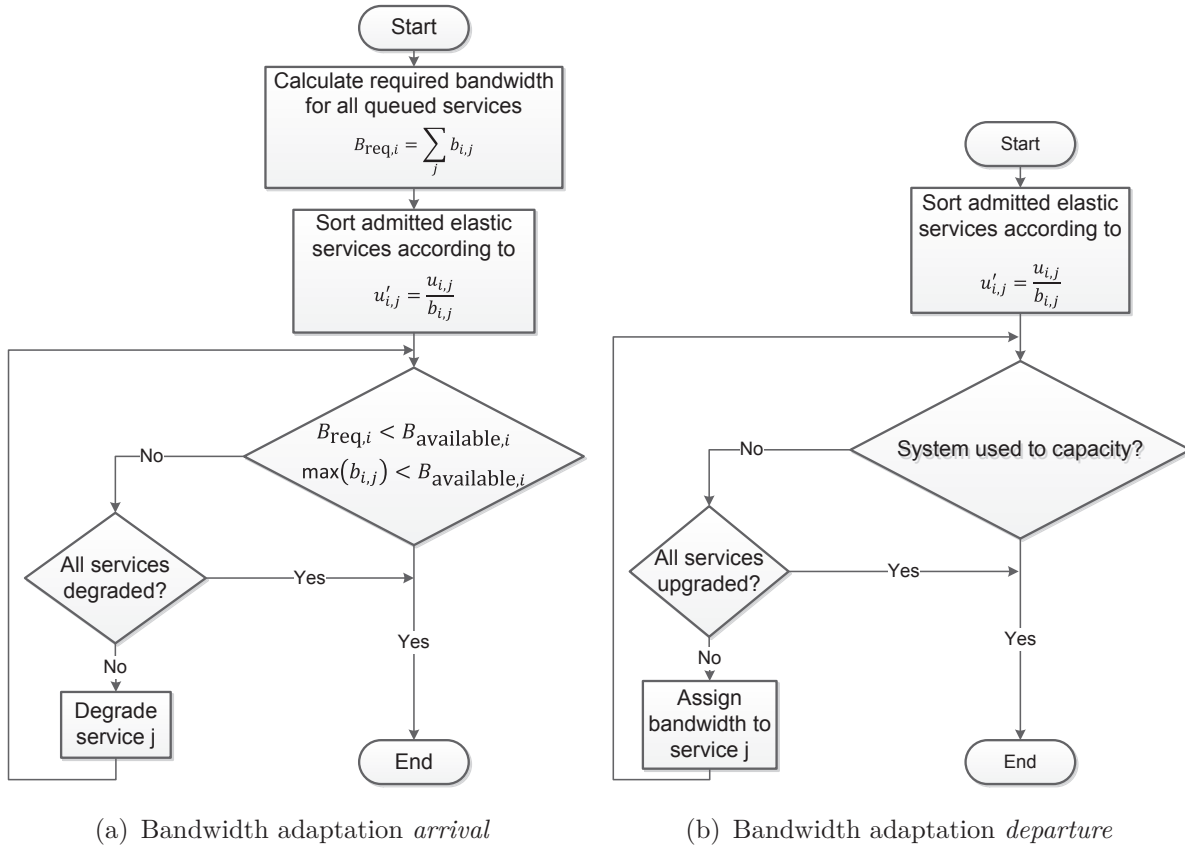 Start
Calculate required bandwidth
for all queued services
B_req,i = ∑_j b_i,j
Sort admitted elastic
services according to
u'_i,j = u_i,j / b_i,j
B_req,i < B_available,i
max(b_i,j) < B_available,i
No
All services
degraded?
Yes
Yes
No
Degrade
service j
End
(a) Bandwidth adaptation arrival
Start
Sort admitted elastic
services according to
u'_i,j = u_i,j / b_i,j
System used to capacity?
No
All services
upgraded?
Yes
Yes
No
Assign
bandwidth to
service j
End
(b) Bandwidth adaptation departure